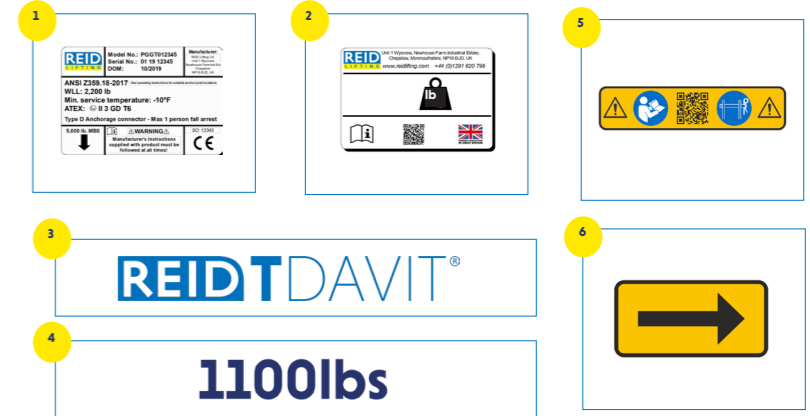 1
REID
LIFTING
Model No.: PGGT012345
Serial No.: 01 19 12345
DOM: 10/2019
Manufacturer:
ANSI Z359.18-2017
WLL: 2,200 lb
Min. service temperature: -10°F
ATEX: II 3 GD T6
Type D Anchorage connector - Max 1 person fall arrest
5,000 lb. MBS
WARNING
Manufacturer's instructions
supplied with product must be
followed at all times!
SO: 12345
CE
2
REID
LIFTING
Unit 1 Wyeview, Newhouse Farm Industrial Estate,
Chepstow, Monmouthshire, NP16 6UD, UK
www.reidlifting.com +44 (0)1291 620 796
lb
i
5
3
REIDTDAVIT®
4
1100lbs
6